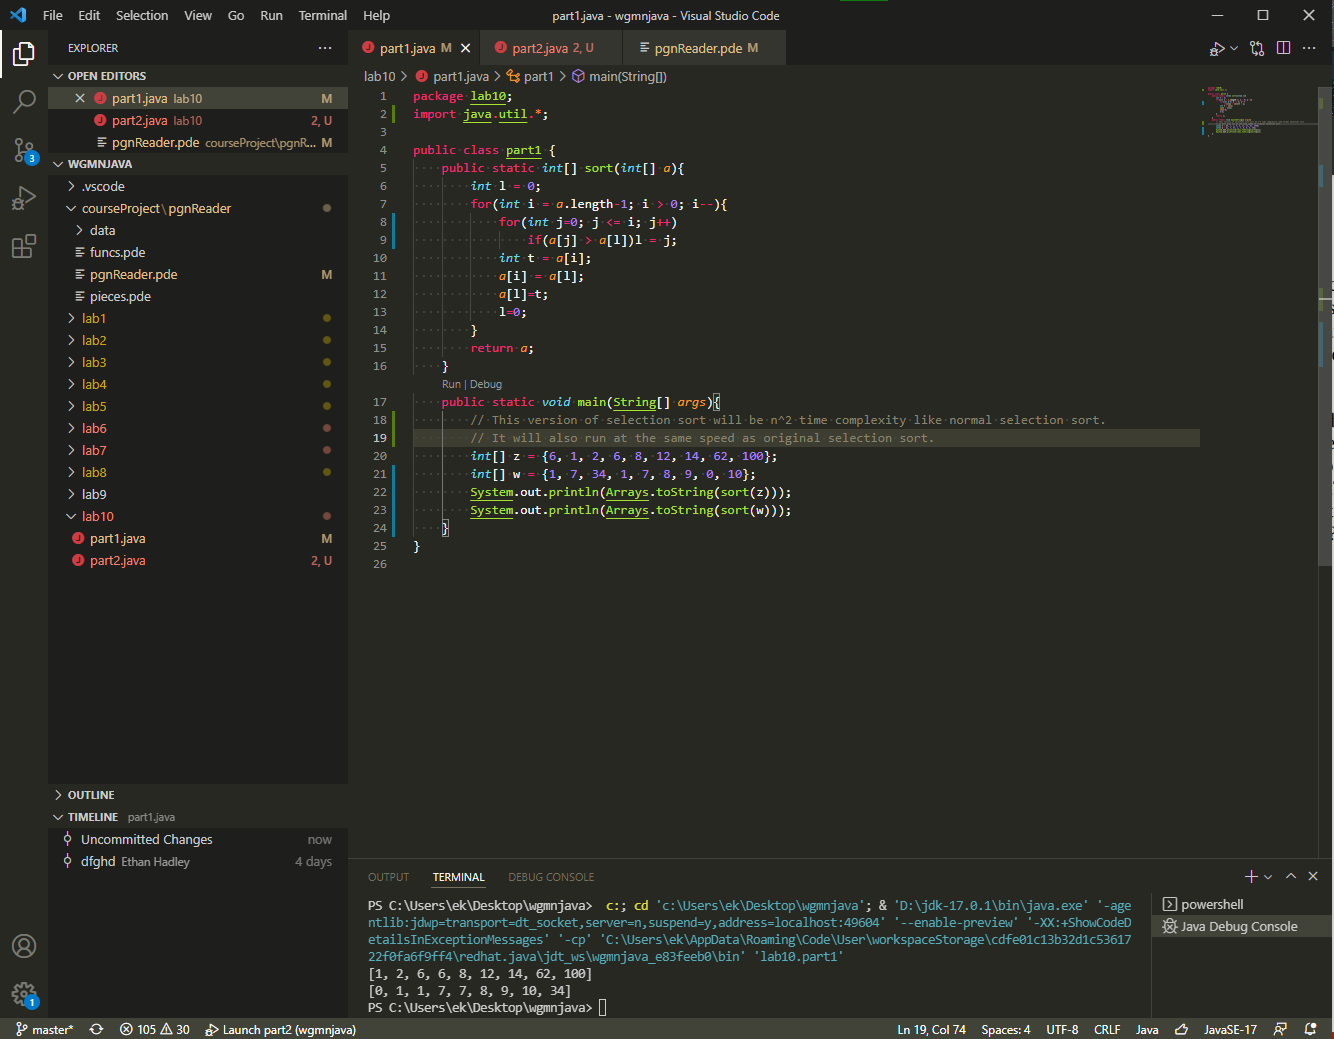 File Edit Selection View Go Run Terminal Help part1.java - wgmnjava - Visual Studio Code
EXPLORER
OPEN EDITORS
part1.java lab10 M
part2.java lab10 2, U
pgnReader.pde courseProject\pgnR... M
WGMNJAVA
.vscode
courseProject\pgnReader
data
funcs.pde
pgnReader.pde M
pieces.pde
lab1
lab2
lab3
lab4
lab5
lab6
lab7
lab8
lab9
lab10
part1.java M
part2.java 2, U
OUTLINE
TIMELINE part1.java
Uncommitted Changes now
dfghd Ethan Hadley 4 days
3
1
part1.java M part2.java 2, U pgnReader.pde M
lab10 > part1.java > part1 > main(String[])
1 package lab10;
2 import java.util.*;
3
4 public class part1 {
5 public static int[] sort(int[] a){
6 int l = 0;
7 for(int i = a.length-1; i > 0; i--){
8 for(int j=0; j <= i; j++)
9 if(a[j] > a[l])l = j;
10 int t = a[i];
11 a[i] = a[l];
12 a[l]=t;
13 l=0;
14 }
15 return a;
16 }
Run | Debug
17 public static void main(String[] args){
18 // This version of selection sort will be n^2 time complexity like normal selection sort.
19 // It will also run at the same speed as original selection sort.
20 int[] z = {6, 1, 2, 6, 8, 12, 14, 62, 100};
21 int[] w = {1, 7, 34, 1, 7, 8, 9, 0, 10};
22 System.out.println(Arrays.toString(sort(z)));
23 System.out.println(Arrays.toString(sort(w)));
24 }
25 }
26
OUTPUT TERMINAL DEBUG CONSOLE
PS C:\Users\ek\Desktop\wgmnjava> c:; cd 'c:\Users\ek\Desktop\wgmnjava'; & 'D:\jdk-17.0.1\bin\java.exe' '-age
ntlib:jdwp=transport=dt_socket,server=n,suspend=y,address=localhost:49604' '--enable-preview' '-XX:+ShowCodeD
etailsInExceptionMessages' '-cp' 'C:\Users\ek\AppData\Roaming\Code\User\workspaceStorage\cdfe01c13b32d1c53617
22f0fa6f9ff4\redhat.java\jdt_ws\wgmnjava_e83feeb0\bin' 'lab10.part1'
[1, 2, 6, 6, 8, 12, 14, 62, 100]
[0, 1, 1, 7, 7, 8, 9, 10, 34]
PS C:\Users\ek\Desktop\wgmnjava>
powershell
Java Debug Console
master* 105 30 Launch part2 (wgmnjava) Ln 19, Col 74 Spaces: 4 UTF-8 CRLF Java JavaSE-17